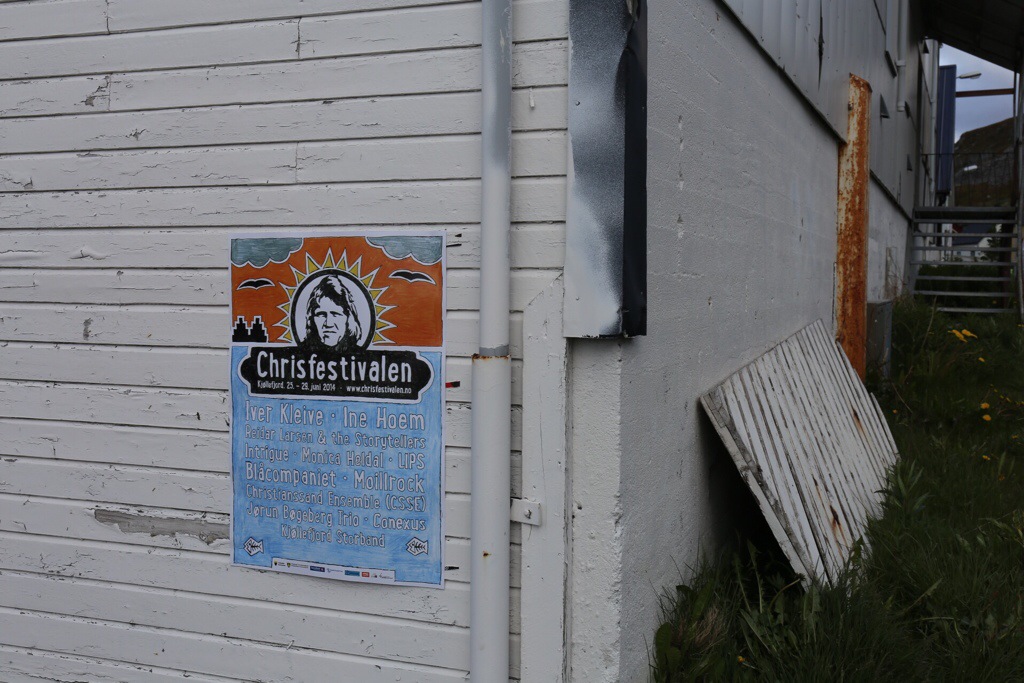 Chrisfestivalen
Kjøllefjord, 25. - 29. juni 2014 · www.chrisfestivalen.no
Iver Kleive · Ine Hoem
Reidar Larsen & the Storytellers
Intrigue · Monica Holdal · LIPS
Blåcompaniet · Moillrock
Christianssand Ensemble (CSSE)
Jørun Bøgeberg Trio · Conexus
Kjøllefjord Storband